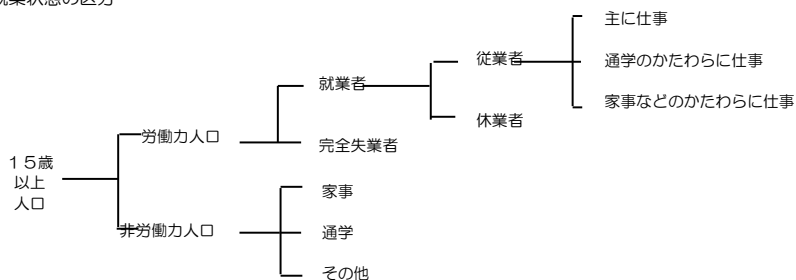 就業状態の区分
主に仕事
従業者
通学のかたわらに仕事
就業者
家事などのかたわらに仕事
休業者
労働力人口
完全失業者
１５歳
以上
人口
家事
非労働力人口
通学
その他